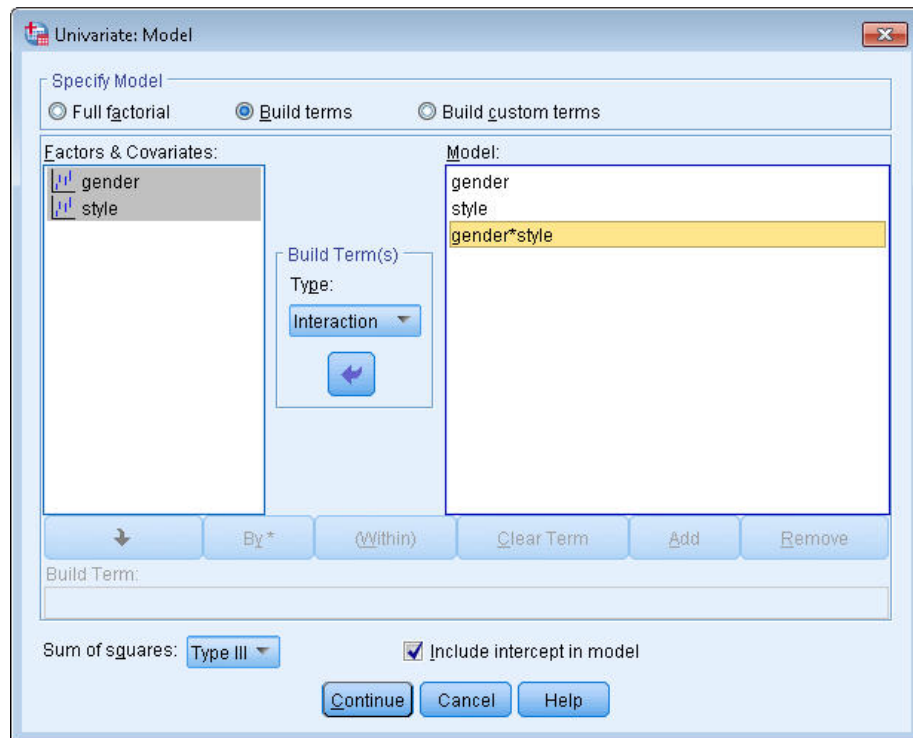 Univariate: Model
Specify Model
Full factorial Build terms Build custom terms
Factors & Covariates:
gender
style
Build Term(s)
Type:
Interaction
Model:
gender
style
gender*style
By * (Within) Clear Term Add Remove
Build Term:
Sum of squares: Type III Include intercept in model
Continue Cancel Help